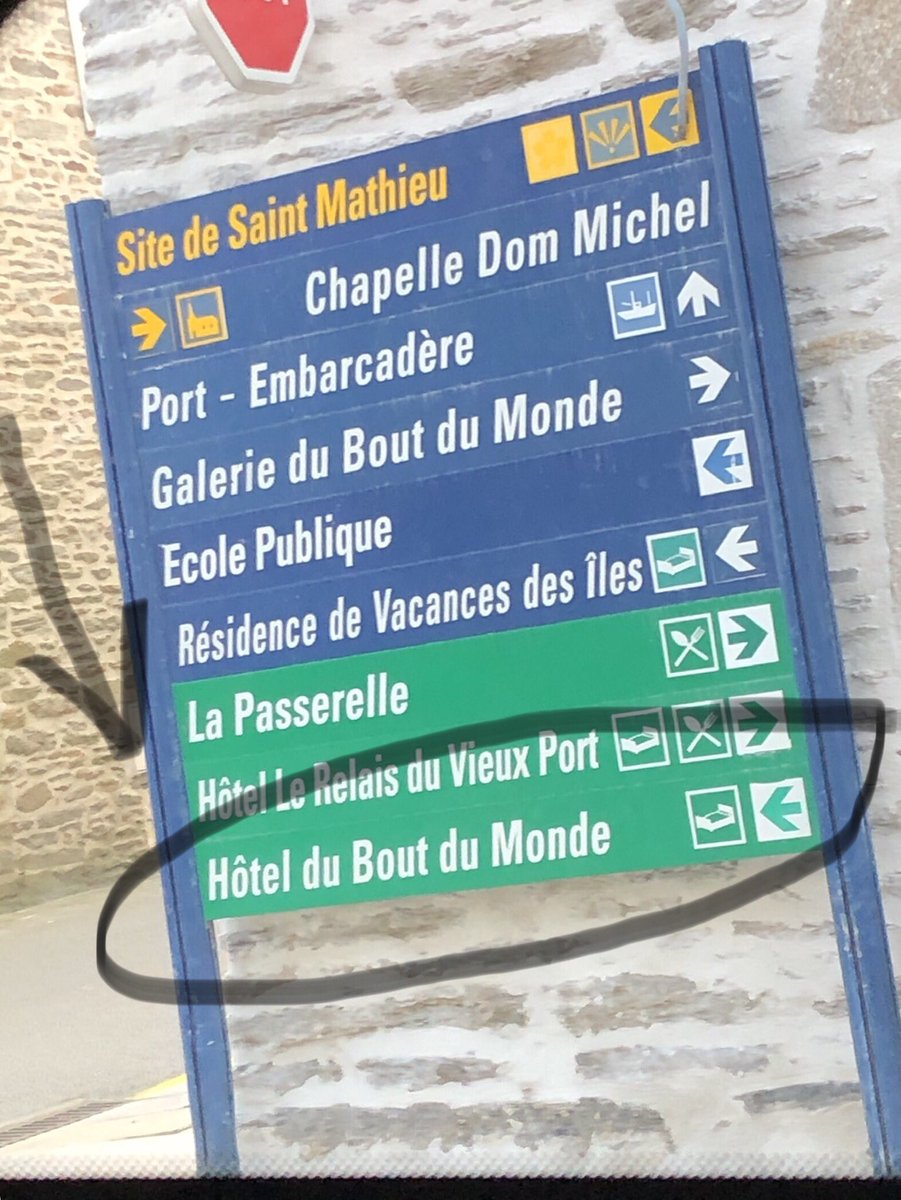 Site de Saint Mathieu
Chapelle Dom Michel
Port - Embarcadère
Galerie du Bout du Monde
Ecole Publique
Résidence de Vacances des Îles
La Passerelle
Hôtel Le Relais du Vieux Port
Hôtel du Bout du Monde